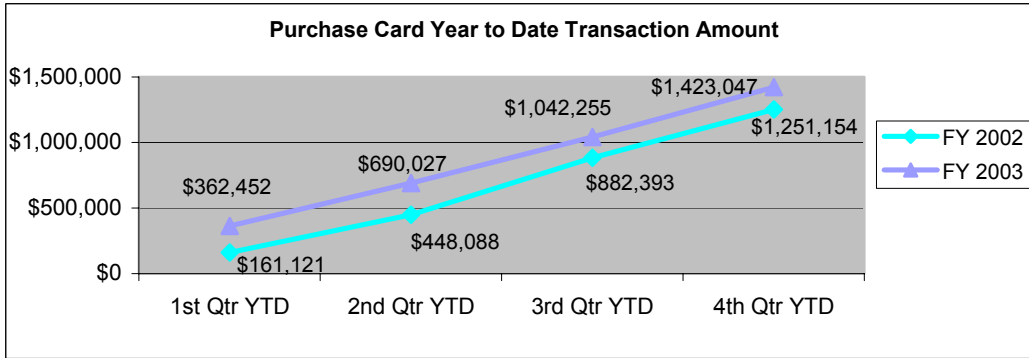 Purchase Card Year to Date Transaction Amount
$1,500,000
$1,000,000
$500,000
$0
$362,452
$690,027
$1,042,255
$1,423,047
$161,121
$448,088
$882,393
$1,251,154
1st Qtr YTD
2nd Qtr YTD
3rd Qtr YTD
4th Qtr YTD
FY 2002
FY 2003